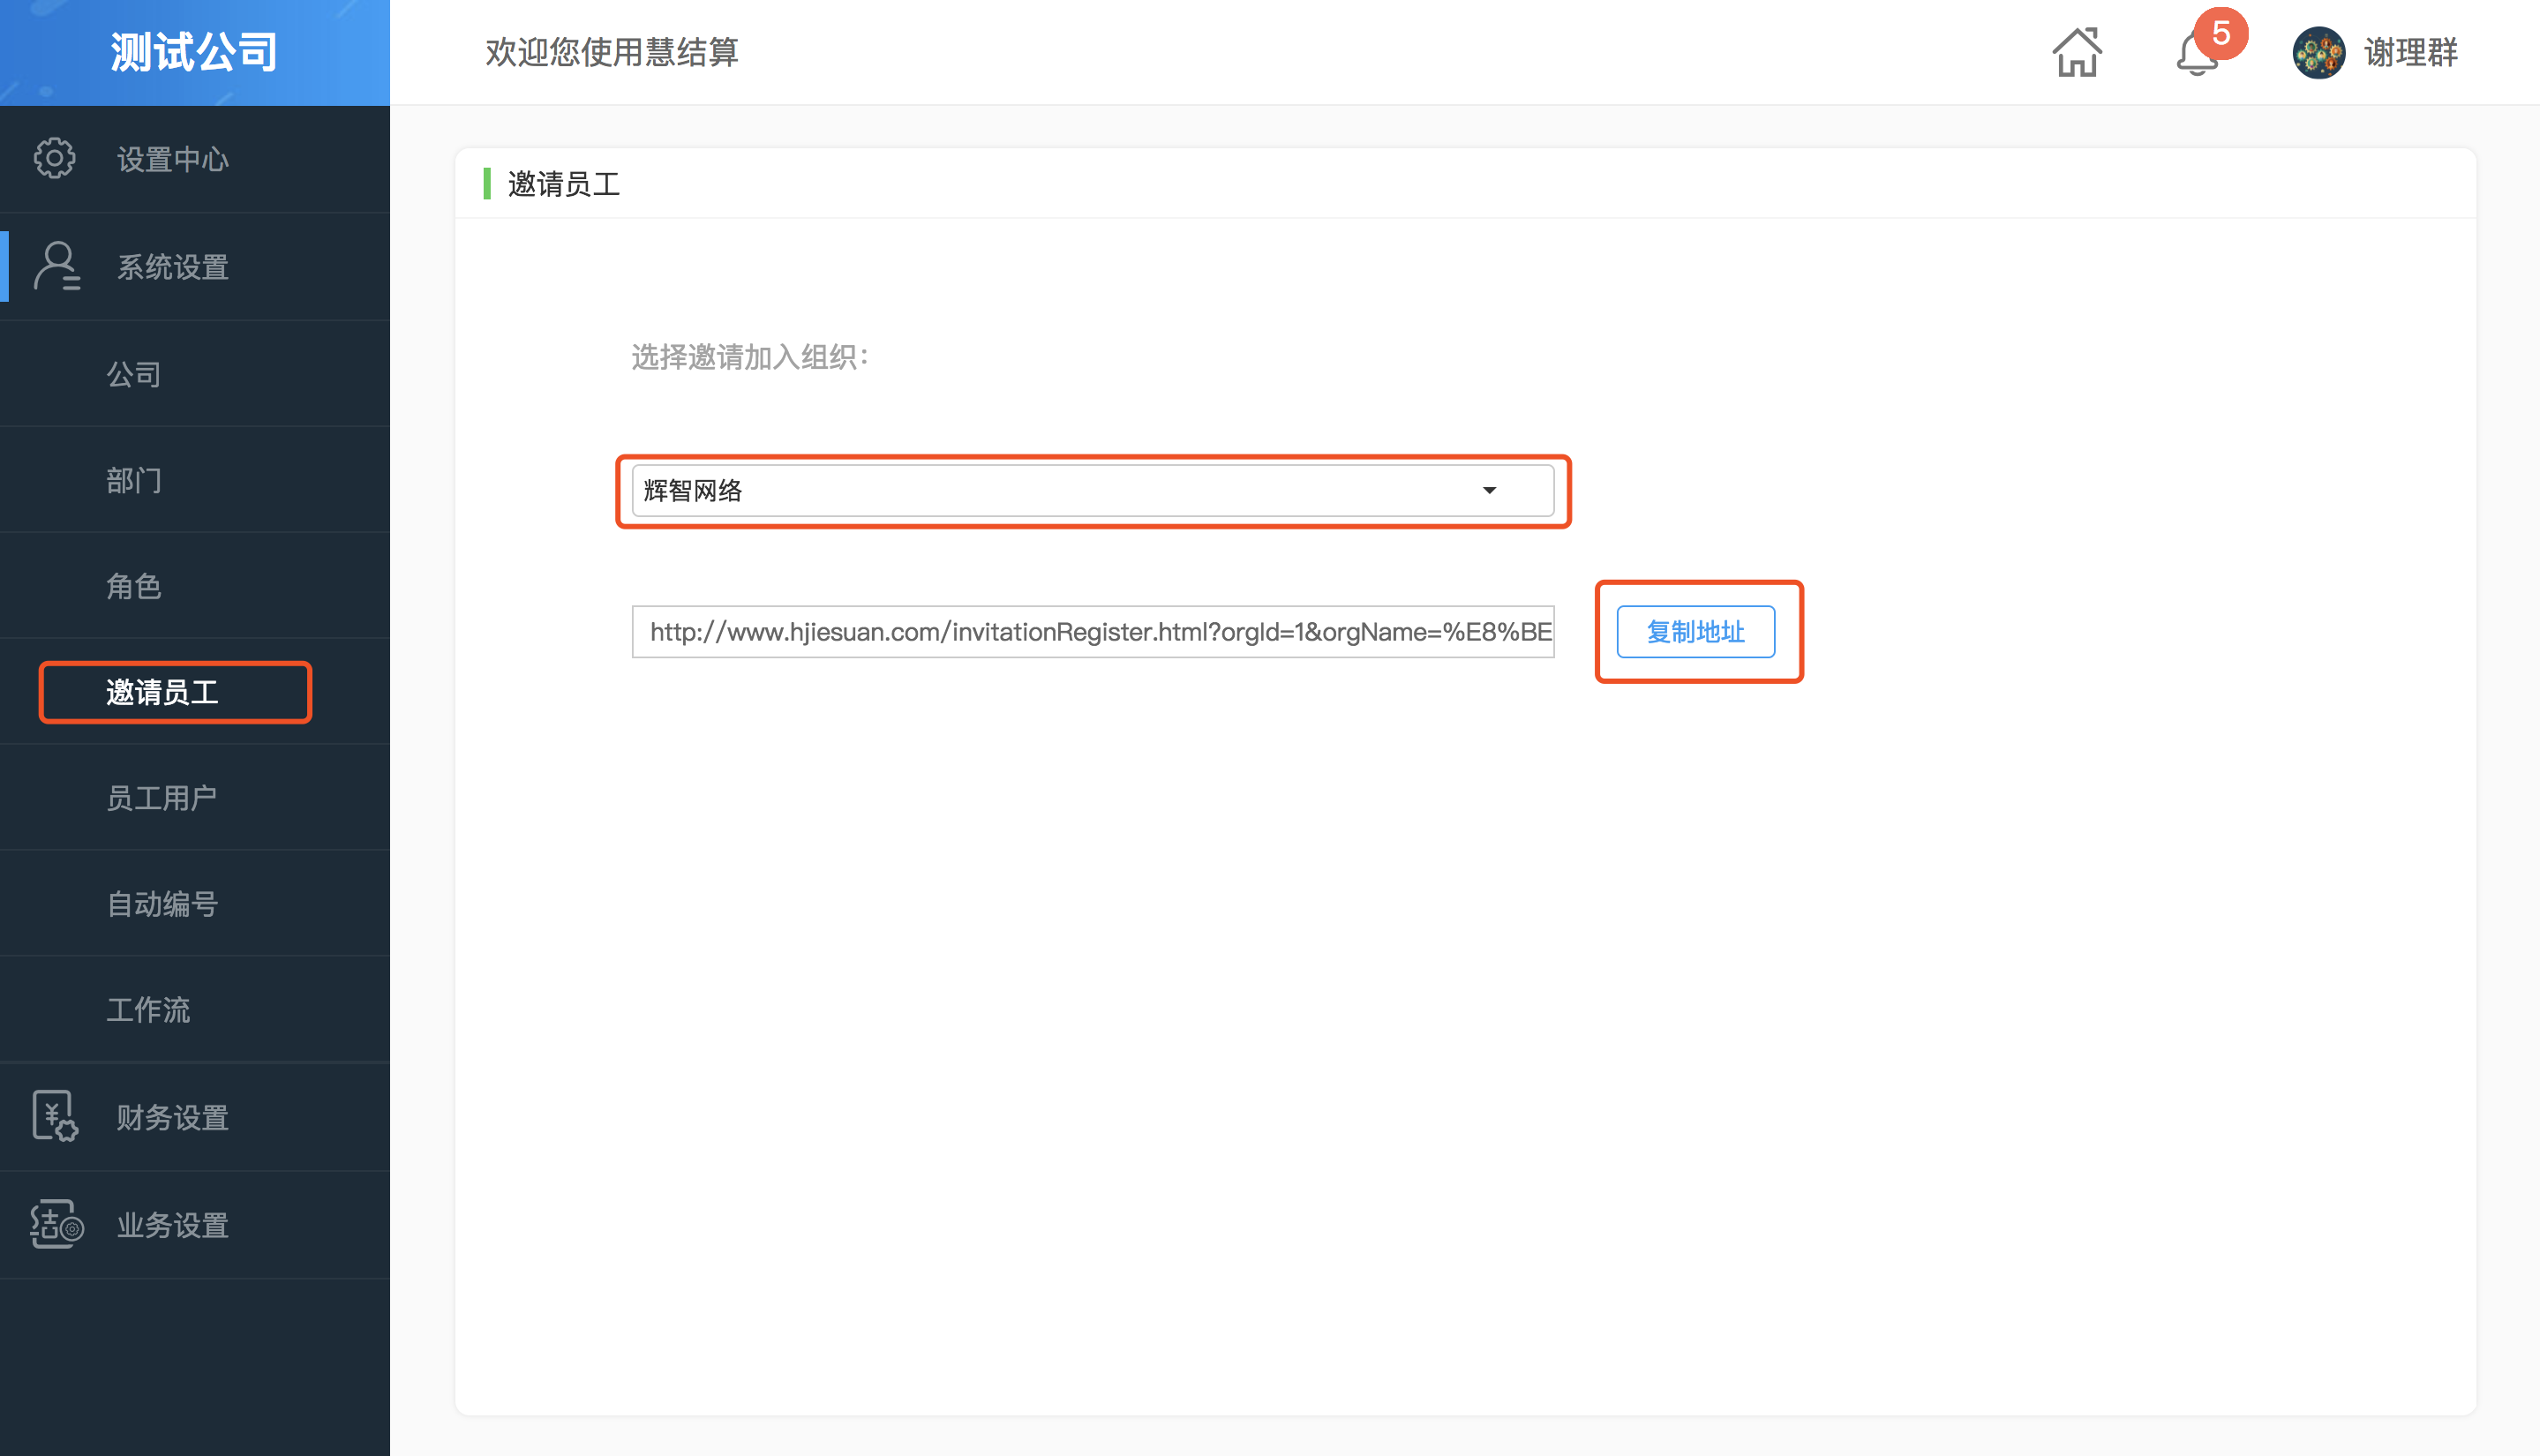 测试公司
欢迎您使用慧结算
5
谢理群
设置中心
系统设置
公司
部门
角色
邀请员工
员工用户
自动编号
工作流
财务设置
业务设置
邀请员工
选择邀请加入组织：
辉智网络
http://www.hjiesuan.com/invitationRegister.html?orgId=1&orgName=%E8%BE
复制地址